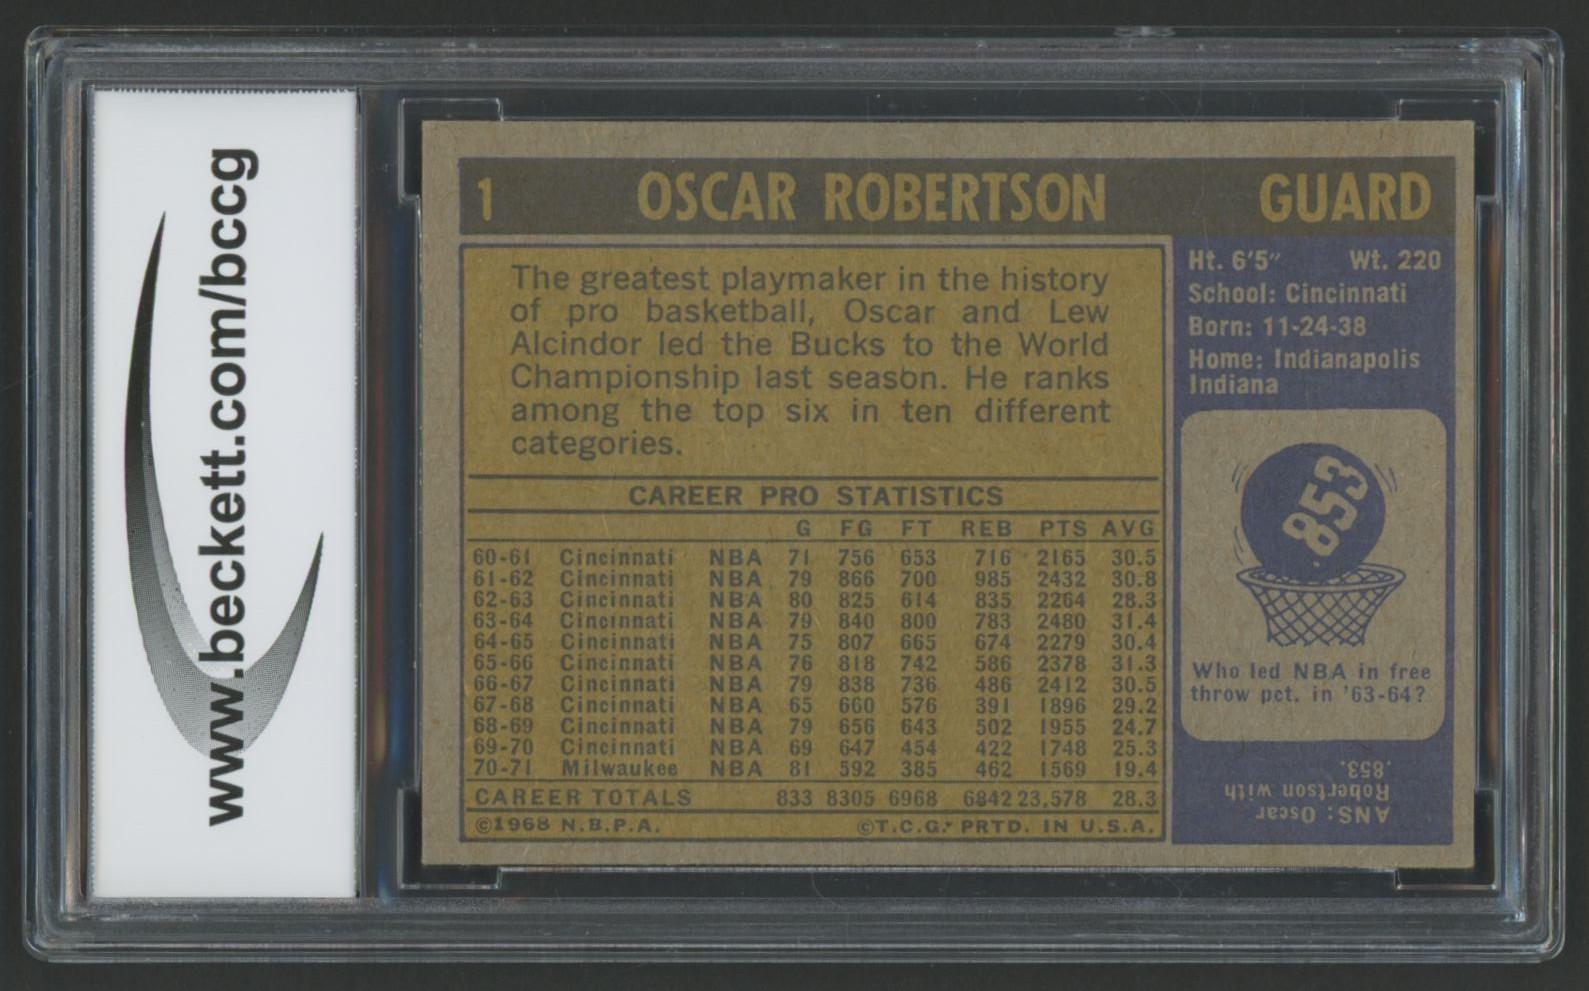 www.beckett.com/bccg
1 OSCAR ROBERTSON GUARD
The greatest playmaker in the history
of pro basketball, Oscar and Lew
Alcindor led the Bucks to the World
Championship last season. He ranks
among the top six in ten different
categories.
CAREER PRO STATISTICS
G FG FT REB PTS AVG
60-61 Cincinnati NBA 71 756 653 716 2165 30.5
61-62 Cincinnati NBA 79 866 700 985 2432 30.8
62-63 Cincinnati NBA 80 825 614 835 2264 28.3
63-64 Cincinnati NBA 79 840 800 783 2480 31.4
64-65 Cincinnati NBA 75 807 665 674 2279 30.4
65-66 Cincinnati NBA 76 818 742 586 2378 31.3
66-67 Cincinnati NBA 79 838 736 486 2412 30.5
67-68 Cincinnati NBA 65 660 576 391 1896 29.2
68-69 Cincinnati NBA 79 656 643 502 1955 24.7
69-70 Cincinnati NBA 69 647 454 422 1748 25.3
70-71 Milwaukee NBA 81 592 385 462 1569 19.4
CAREER TOTALS 833 8305 6968 6842 23,578 28.3
©1968 N.B.P.A. ©T.C.G.* PRTD. IN U.S.A.
Ht. 6'5" Wt. 220
School: Cincinnati
Born: 11-24-38
Home: Indianapolis
Indiana
.853
Who led NBA in free
throw pct. in '63-64?
ANS: Oscar
Robertson with
.853.